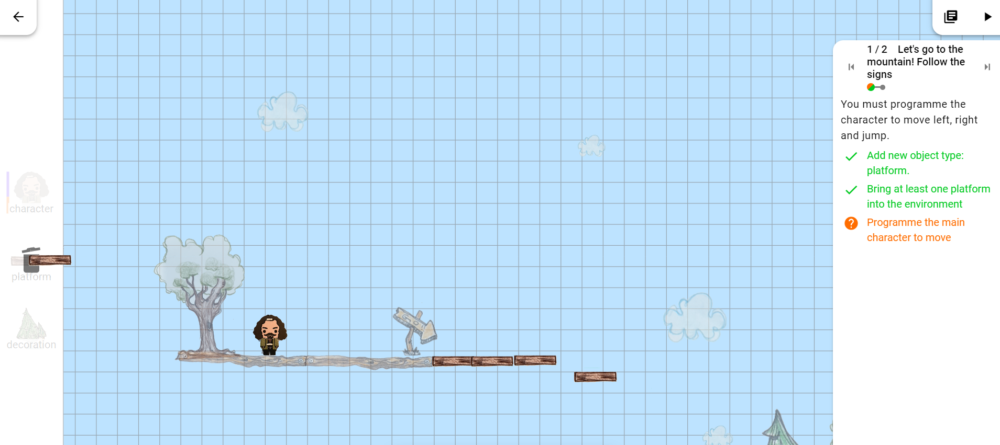 1 / 2 Let's go to the
mountain! Follow the
signs
You must programme the
character to move left, right
and jump.
Add new object type:
platform.
Bring at least one platform
into the environment
?
Programme the main
character to move
character
platform
decoration
GO!